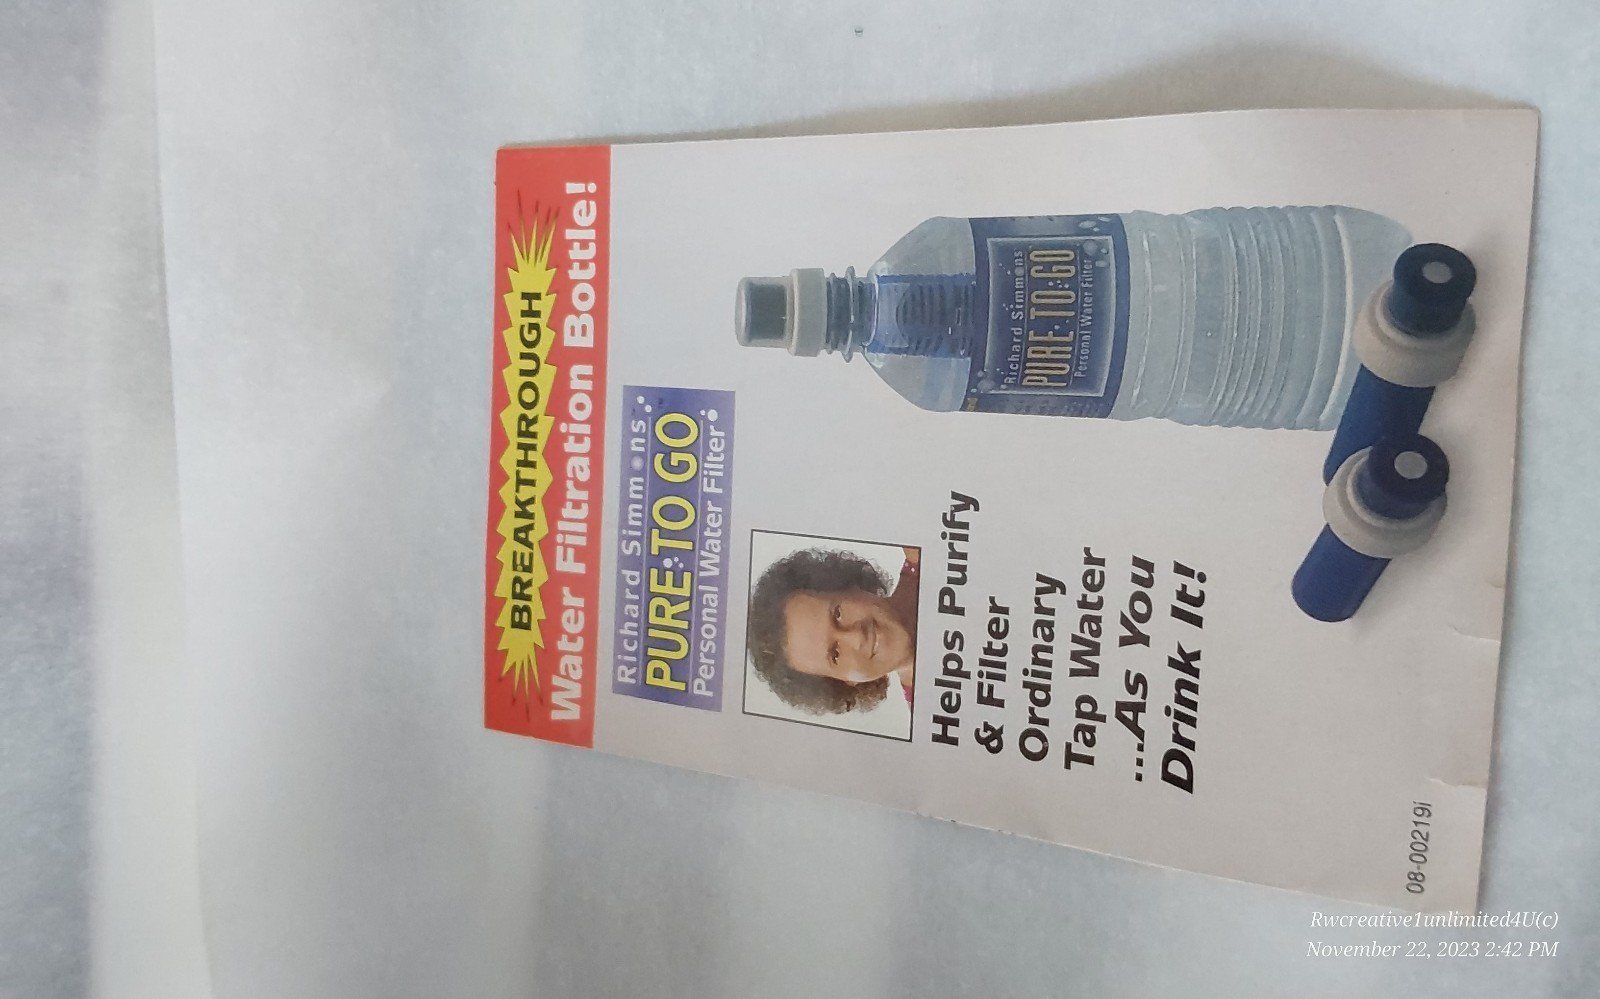 BREAKTHROUGH
Water Filtration Bottle!
Richard Simmons
PURE TO GO
Personal Water Filter
Richard Simmons
PURE TO GO
Personal Water Filter
Helps Purify
& Filter
Ordinary
Tap Water
...As You
Drink It!
08-00219i
Rwcreative1unlimited4U(c)
November 22, 2023 2:42 PM